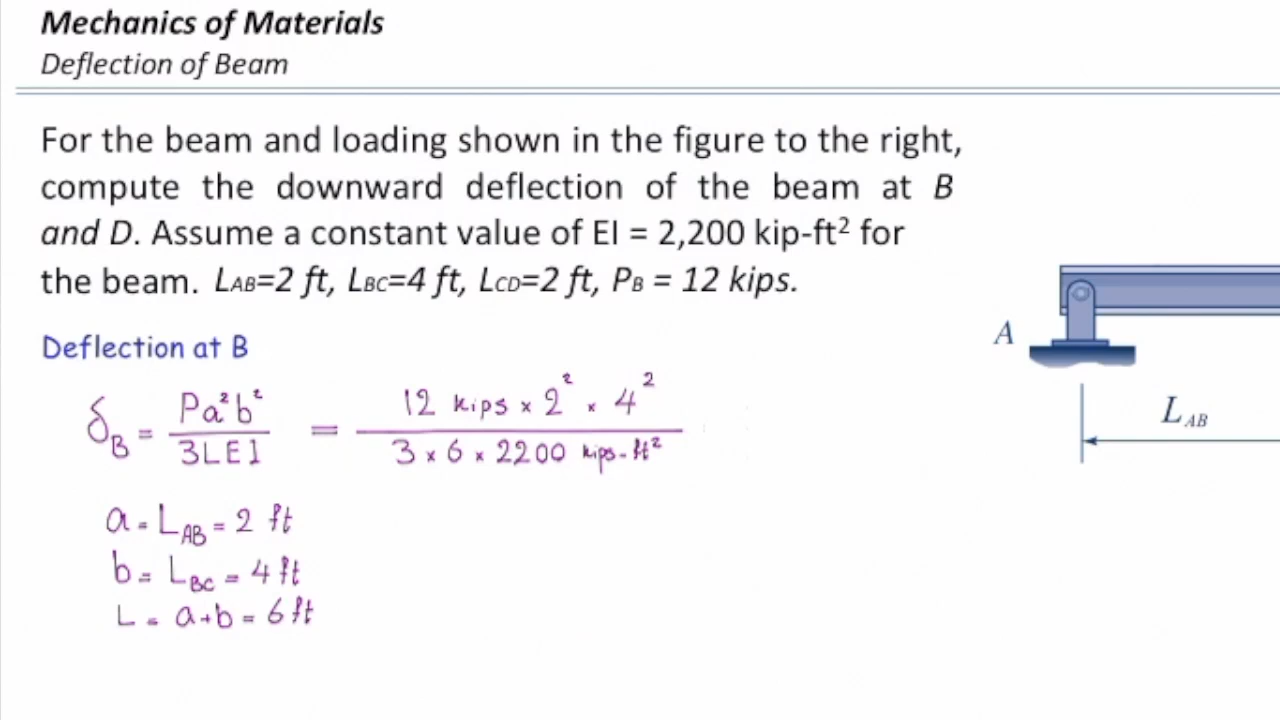 Mechanics of Materials
Deflection of Beam
For the beam and loading shown in the figure to the right,
compute the downward deflection of the beam at B
and D. Assume a constant value of EI = 2,200 kip-ft² for
the beam. LAB=2 ft, LBC=4 ft, LCD=2 ft, PB = 12 kips.
Deflection at B
δB = Pa²b² / 3LEI = 12 kips × 2² × 4² / 3 × 6 × 2200 kips-ft²
a = LAB = 2 ft
b = LBC = 4 ft
L = a+b = 6 ft
A
LAB